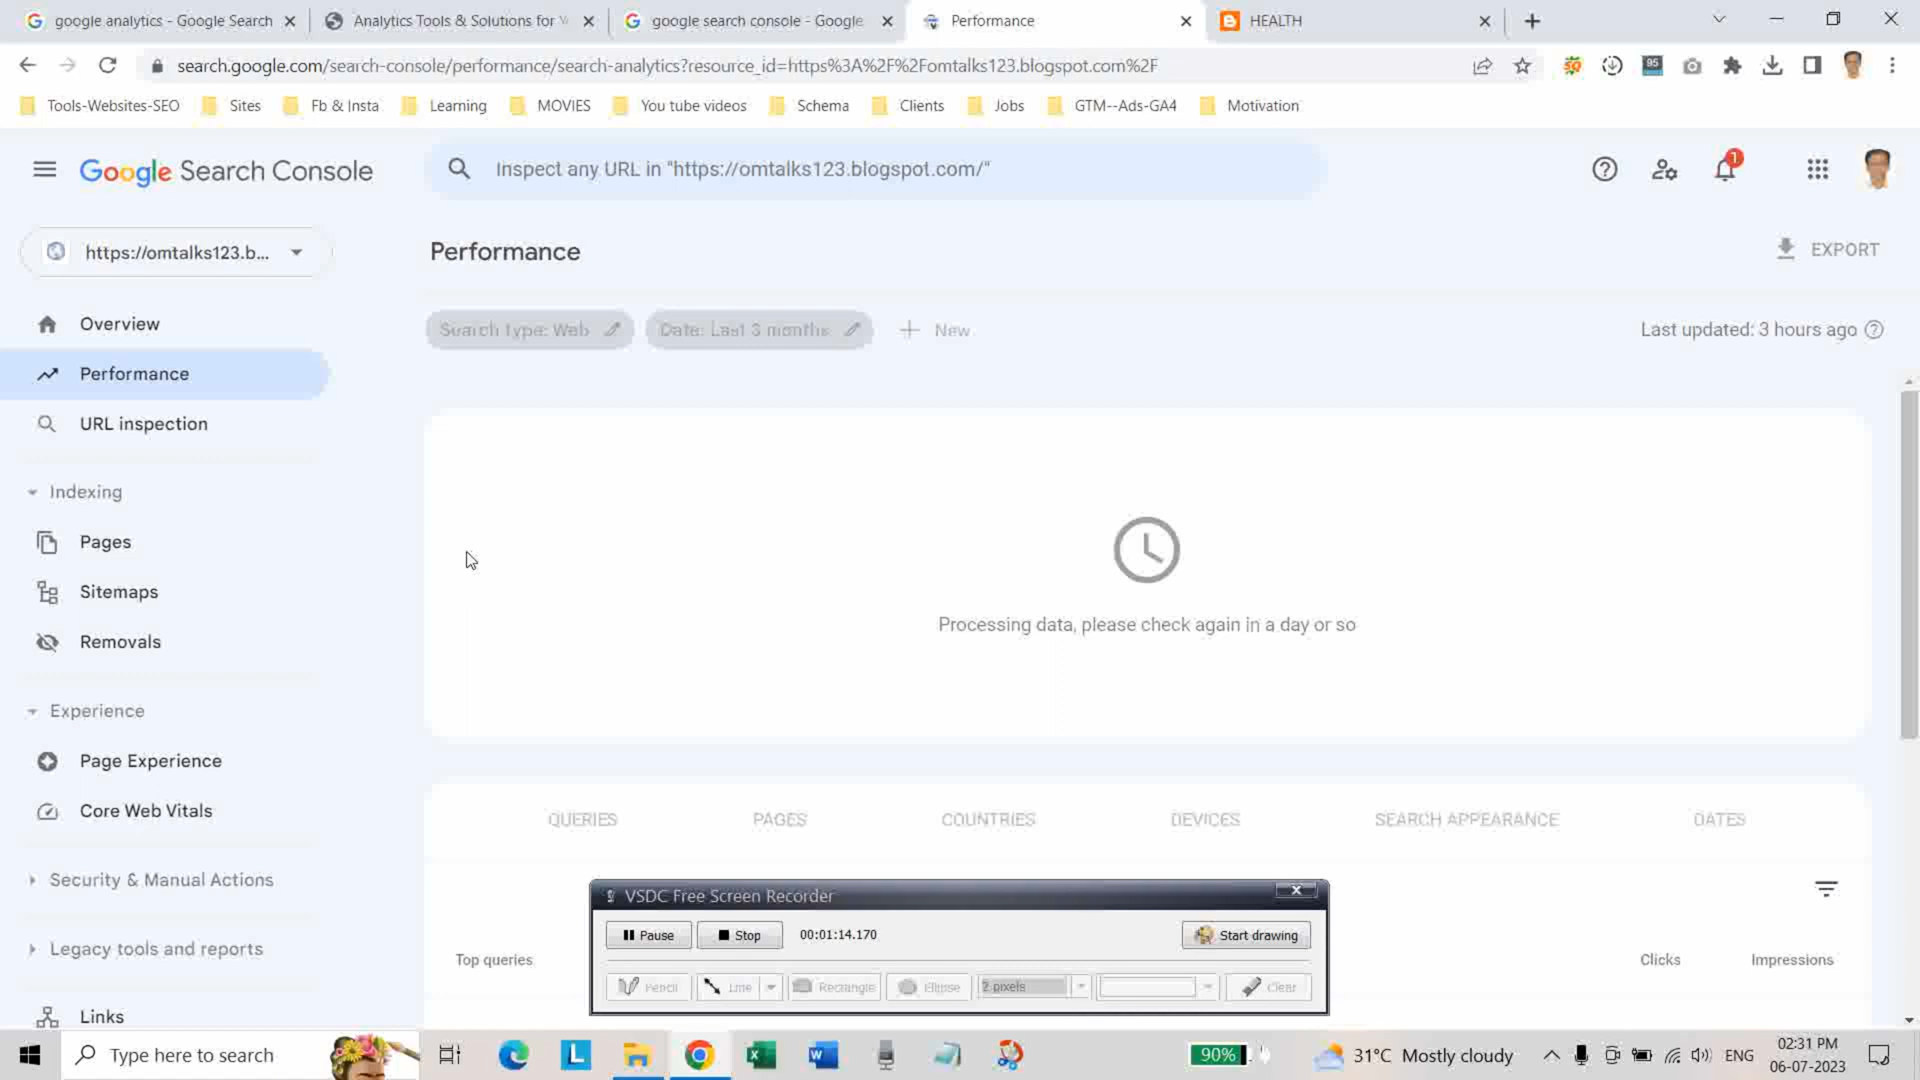 google analytics - Google Search
Analytics Tools & Solutions for
google search console - Google
Performance
HEALTH
search.google.com/search-console/performance/search-analytics?resource_id=https%3A%2F%2Fomtalks123.blogspot.com%2F
95
Tools-Websites-SEO
Sites
Fb & Insta
Learning
MOVIES
You tube videos
Schema
Clients
Jobs
GTM--Ads-GA4
Motivation
Google Search Console
Inspect any URL in "https://omtalks123.blogspot.com/"
1
https://omtalks123.b...
Performance
EXPORT
Overview
Search type: Web
Date: Last 3 months
New
Last updated: 3 hours ago
Performance
URL inspection
Indexing
Pages
Sitemaps
Removals
Processing data, please check again in a day or so
Experience
Page Experience
Core Web Vitals
QUERIES
PAGES
COUNTRIES
DEVICES
SEARCH APPEARANCE
DATES
Security & Manual Actions
Legacy tools and reports
Links
Top queries
Clicks
Impressions
VSDC Free Screen Recorder
Pause
Stop
00:01:14.170
Start drawing
Pencil
Line
Rectangle
Ellipse
2 pixels
Clear
Type here to search
90%
31°C Mostly cloudy
ENG
02:31 PM
06-07-2023